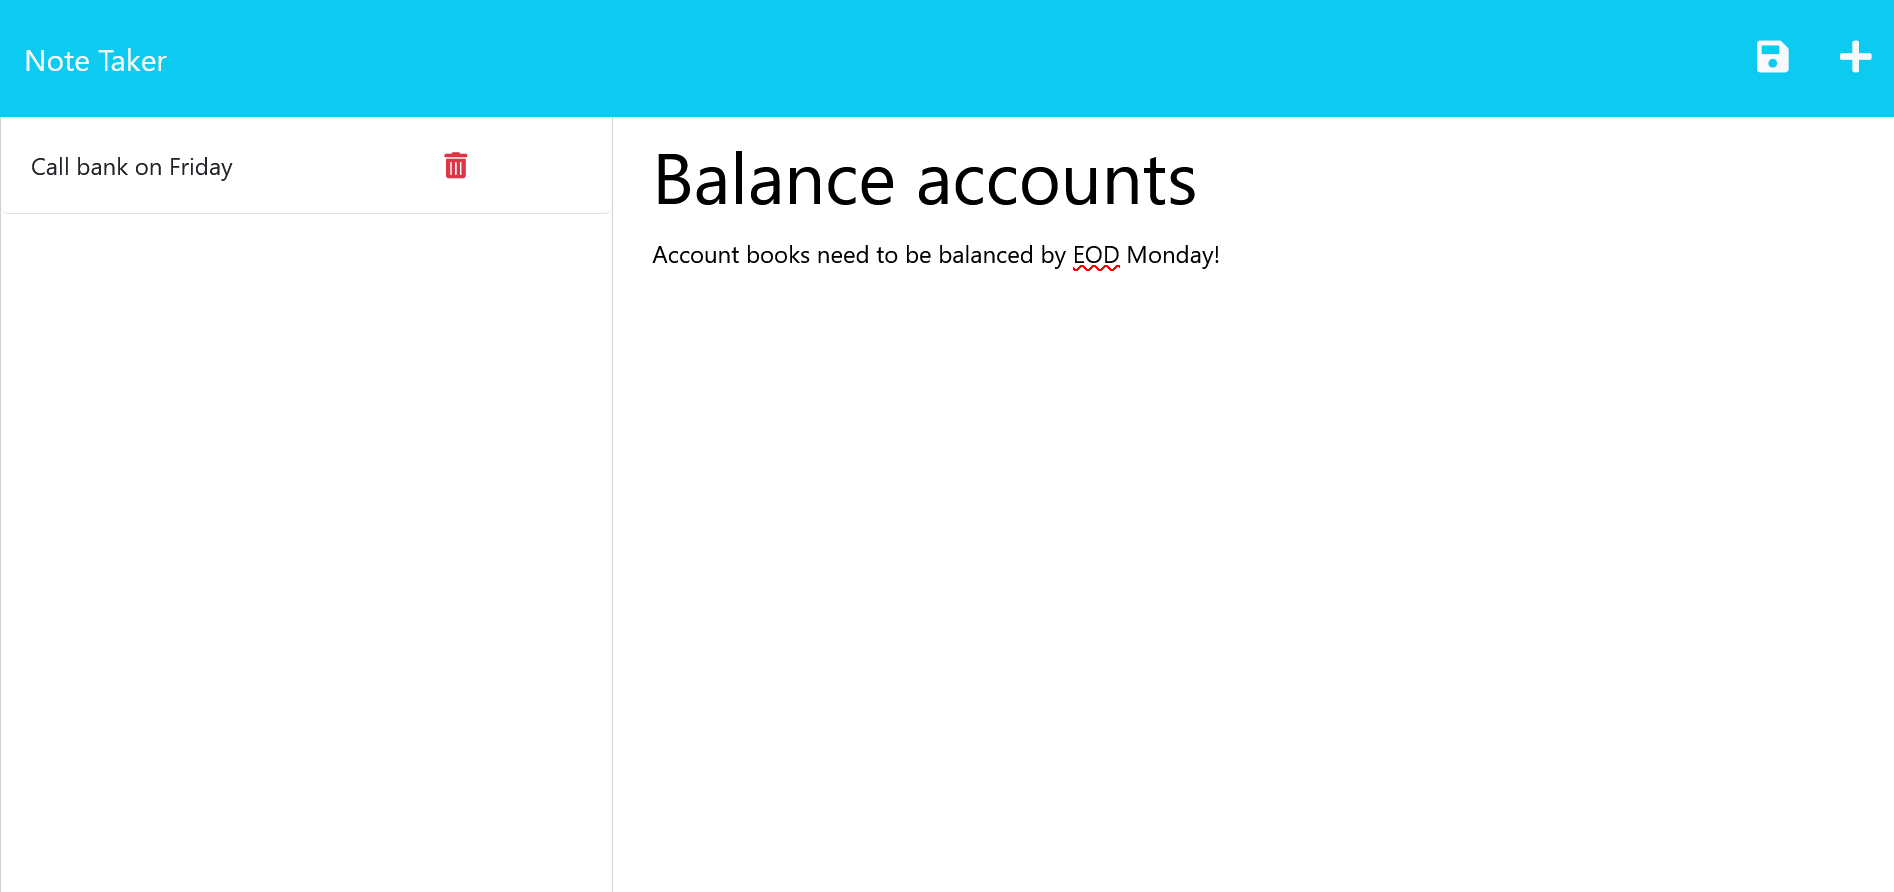 Note Taker
Call bank on Friday
Balance accounts
Account books need to be balanced by EOD Monday!